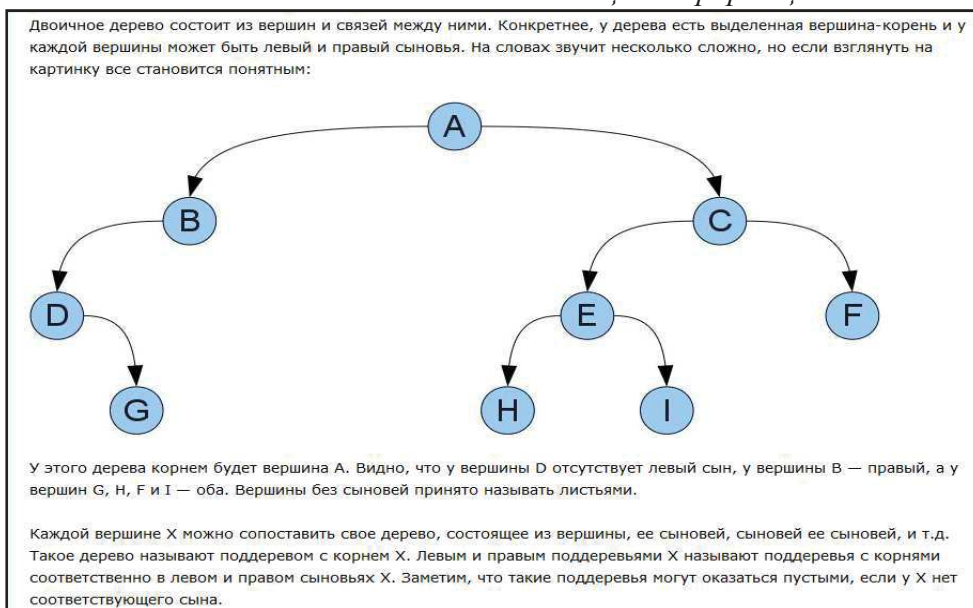 Двоичное дерево состоит из вершин и связей между ними. Конкретнее, у дерева есть выделенная вершина-корень и у
каждой вершины может быть левый и правый сыновья. На словах звучит несколько сложно, но если взглянуть на
картинку все становится понятным:
A
B
C
D
E
F
G
H
I
У этого дерева корнем будет вершина A. Видно, что у вершины D отсутствует левый сын, у вершины B — правый, а у
вершин G, H, F и I — оба. Вершины без сыновей принято называть листьями.
Каждой вершине X можно сопоставить свое дерево, состоящее из вершины, ее сыновей, сыновей ее сыновей, и т.д.
Такое дерево называют поддеревом с корнем X. Левым и правым поддеревьями X называют поддеревья с корнями
соответственно в левом и правом сыновьях X. Заметим, что такие поддеревья могут оказаться пустыми, если у X нет
соответствующего сына.